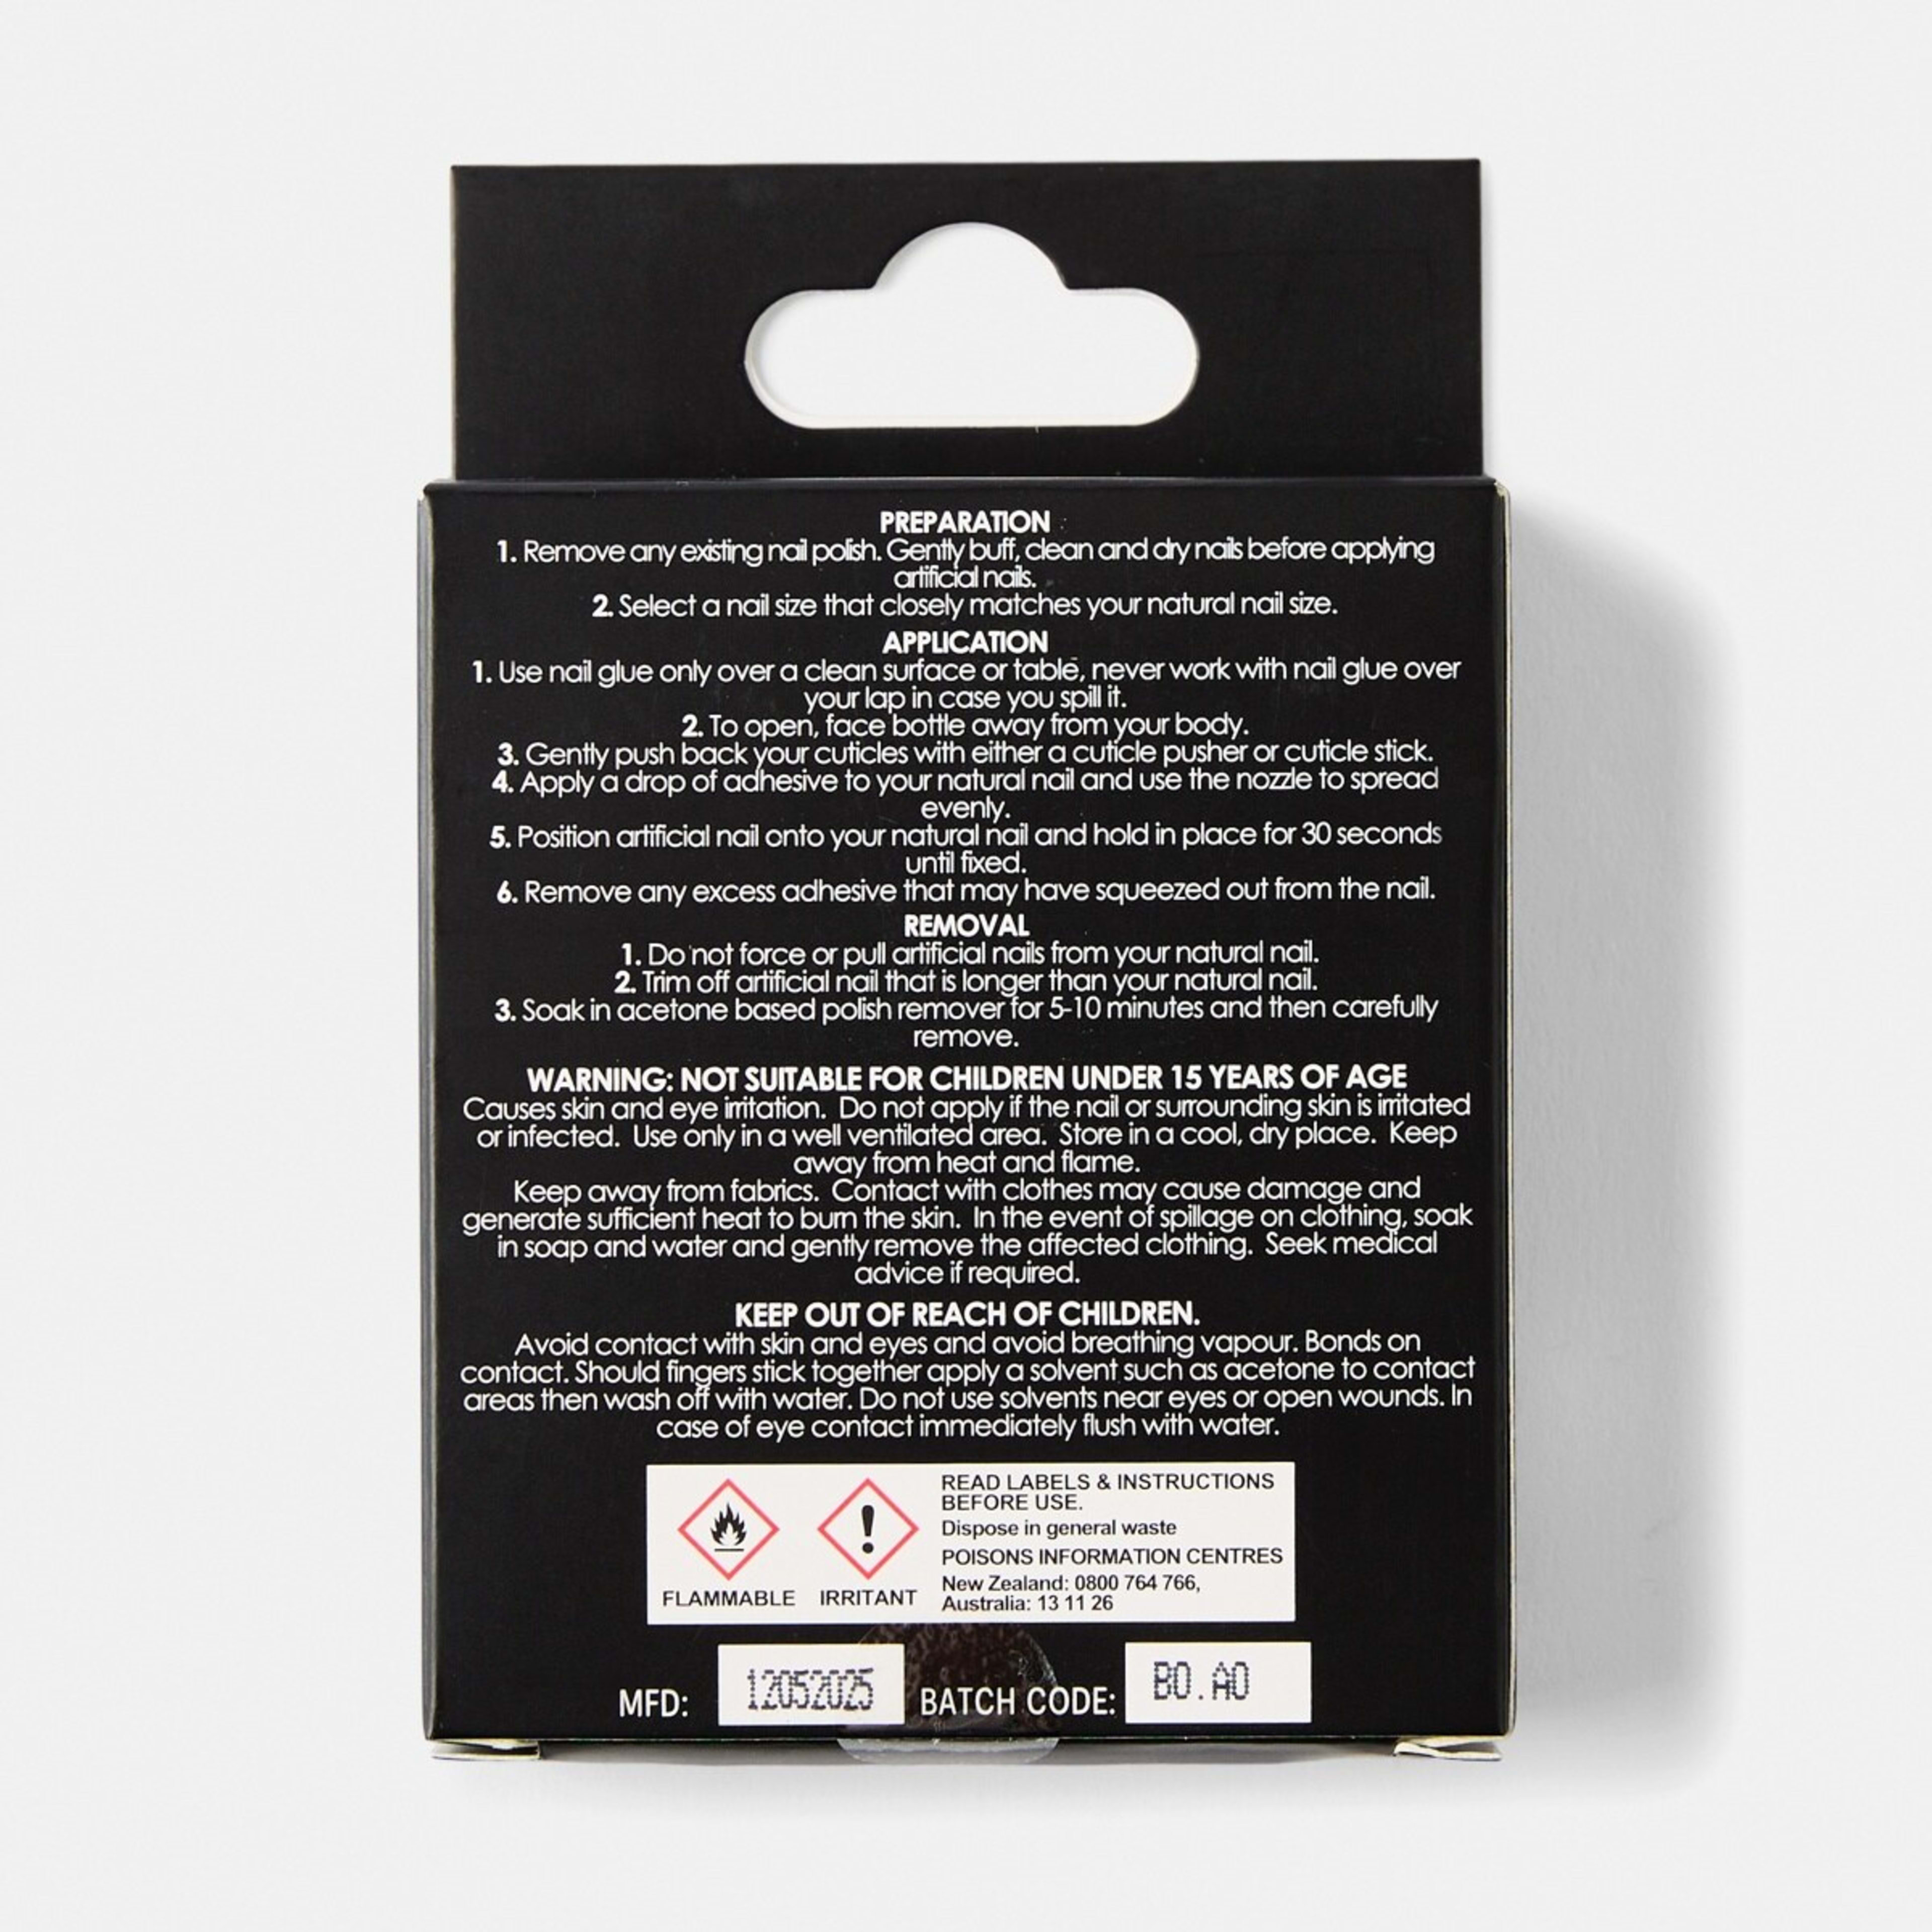 PREPARATION
1. Remove any existing nail polish. Gently buff, clean and dry nails before applying
artificial nails.
2. Select a nail size that closely matches your natural nail size.
APPLICATION
1. Use nail glue only over a clean surface or table, never work with nail glue over
your lap in case you spill it.
2. To open, face bottle away from your body.
3. Gently push back your cuticles with either a cuticle pusher or cuticle stick.
4. Apply a drop of adhesive to your natural nail and use the nozzle to spread
evenly.
5. Position artificial nail onto your natural nail and hold in place for 30 seconds
until fixed.
6. Remove any excess adhesive that may have squeezed out from the nail.
REMOVAL
1. Do not force or pull artificial nails from your natural nail.
2. Trim off artificial nail that is longer than your natural nail.
3. Soak in acetone based polish remover for 5-10 minutes and then carefully
remove.
WARNING: NOT SUITABLE FOR CHILDREN UNDER 15 YEARS OF AGE
Causes skin and eye irritation. Do not apply if the nail or surrounding skin is irritated
or infected. Use only in a well ventilated area. Store in a cool, dry place. Keep
away from heat and flame.
Keep away from fabrics. Contact with clothes may cause damage and
generate sufficient heat to burn the skin. In the event of spillage on clothing, soak
in soap and water and gently remove the affected clothing. Seek medical
advice if required.
KEEP OUT OF REACH OF CHILDREN.
Avoid contact with skin and eyes and avoid breathing vapour. Bonds on
contact. Should fingers stick together apply a solvent such as acetone to contact
areas then wash off with water. Do not use solvents near eyes or open wounds. In
case of eye contact immediately flush with water.
FLAMMABLE
IRRITANT
READ LABELS & INSTRUCTIONS
BEFORE USE.
Dispose in general waste
POISONS INFORMATION CENTRES
New Zealand: 0800 764 766,
Australia: 13 11 26
MFD: 12052025 BATCH CODE: BO.AO